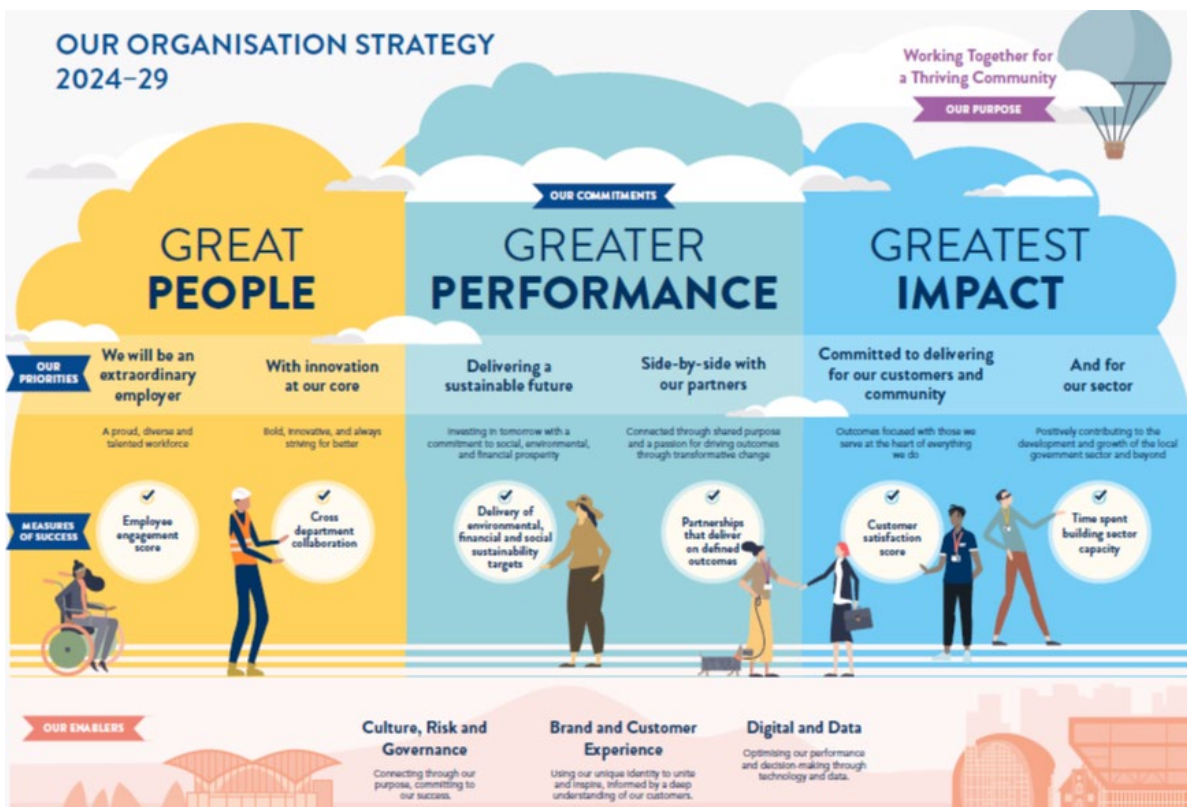 OUR ORGANISATION STRATEGY
2024–29
Working Together for
a Thriving Community
OUR PURPOSE
OUR COMMITMENTS
GREAT
PEOPLE
GREATER
PERFORMANCE
GREATEST
IMPACT
OUR
PRIORITIES
We will be an
extraordinary
employer
With innovation
at our core
Delivering a
sustainable future
Side-by-side with
our partners
Committed to delivering
for our customers and
community
And for
our sector
A proud, diverse and
talented workforce
Bold, innovative, and always
striving for better
Investing in tomorrow with a
commitment to social, environmental,
and financial prosperity
Connected through shared purpose
and a passion for driving outcomes
through transformative change
Outcomes focused with those we
serve at the heart of everything
we do
Positively contributing to the
development and growth of the local
government sector and beyond
MEASURES
OF SUCCESS
Employee
engagement
score
Cross
department
collaboration
Delivery of
environmental,
financial and social
sustainability
targets
Partnerships
that deliver
on defined
outcomes
Customer
satisfaction
score
Time spent
building sector
capacity
OUR ENABLERS
Culture, Risk and
Governance
Connecting through our
purpose, committing to
our success.
Brand and Customer
Experience
Using our unique identity to unite
and inspire, informed by a deep
understanding of our customers.
Digital and Data
Optimising our performance
and decision-making through
technology and data.